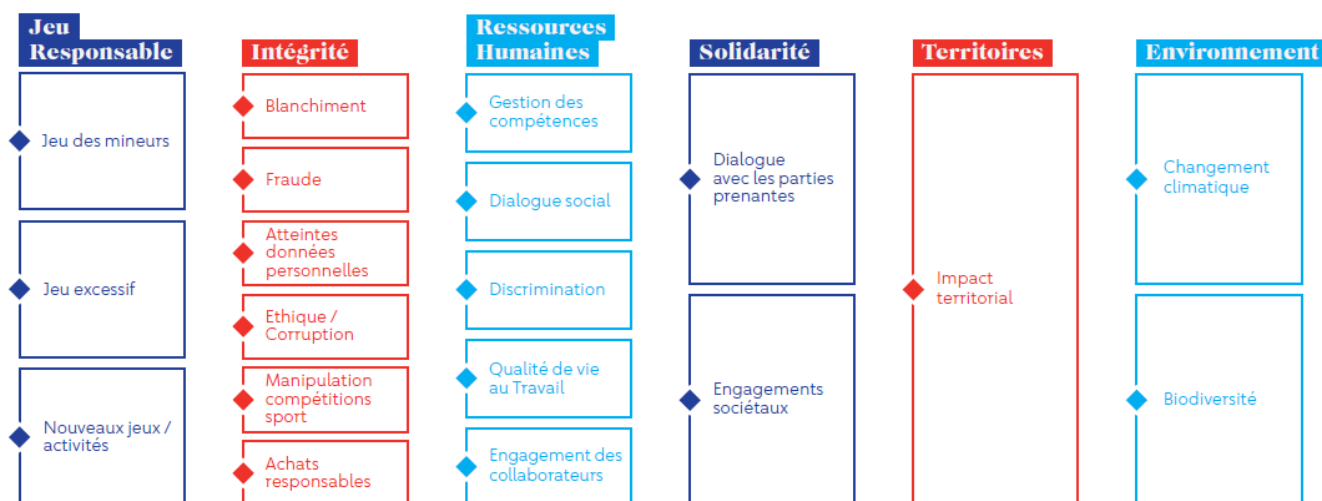 Jeu
Responsable
Jeu des mineurs
Jeu excessif
Nouveaux jeux /
activités
Intégrité
Blanchiment
Fraude
Atteintes
données
personnelles
Ethique /
Corruption
Manipulation
compétitions
sport
Achats
responsables
Ressources
Humaines
Gestion des
compétences
Dialogue social
Discrimination
Qualité de vie
au Travail
Engagement des
collaborateurs
Solidarité
Dialogue
avec les parties
prenantes
Engagements
sociétaux
Territoires
Impact
territorial
Environnement
Changement
climatique
Biodiversité